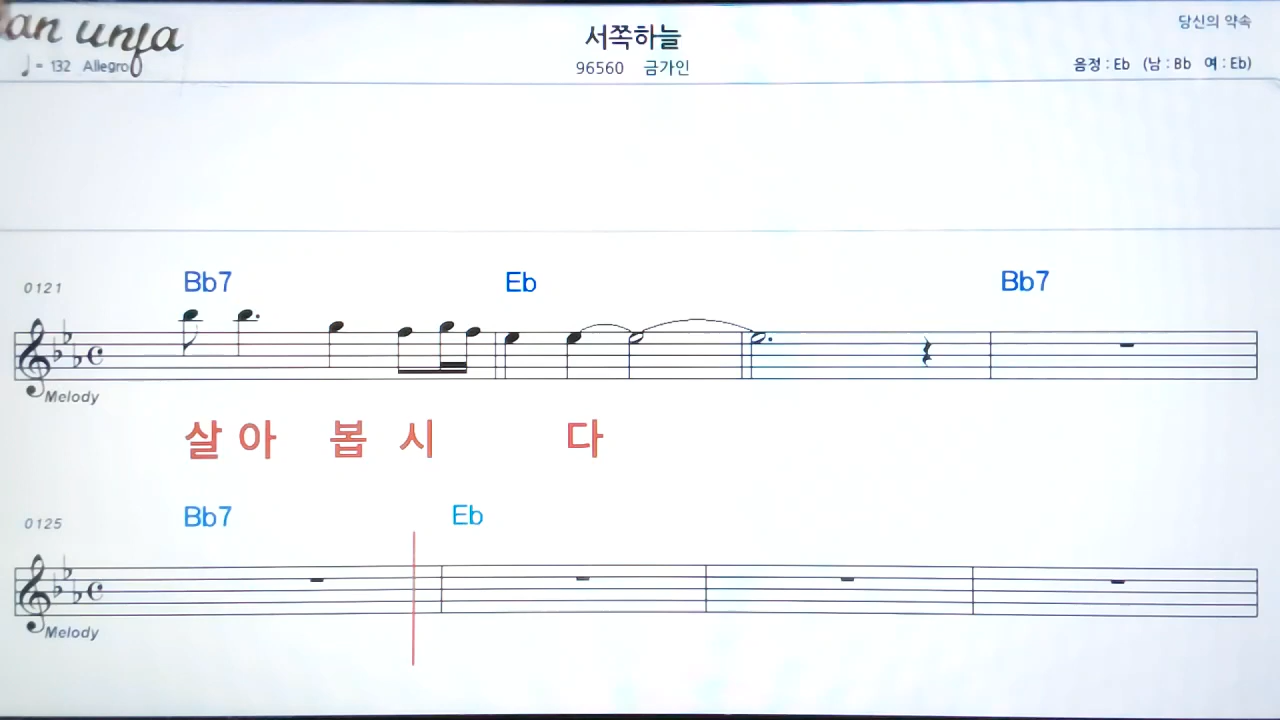 an unfa
서쪽하늘
당신의 약속
♩= 132 Allegro
96560 금가인
음정 : Eb (남 : Bb 여 : Eb)
0121 Bb7 Eb Bb7
Melody
살 아 봅 시 다
0125 Bb7 Eb
Melody